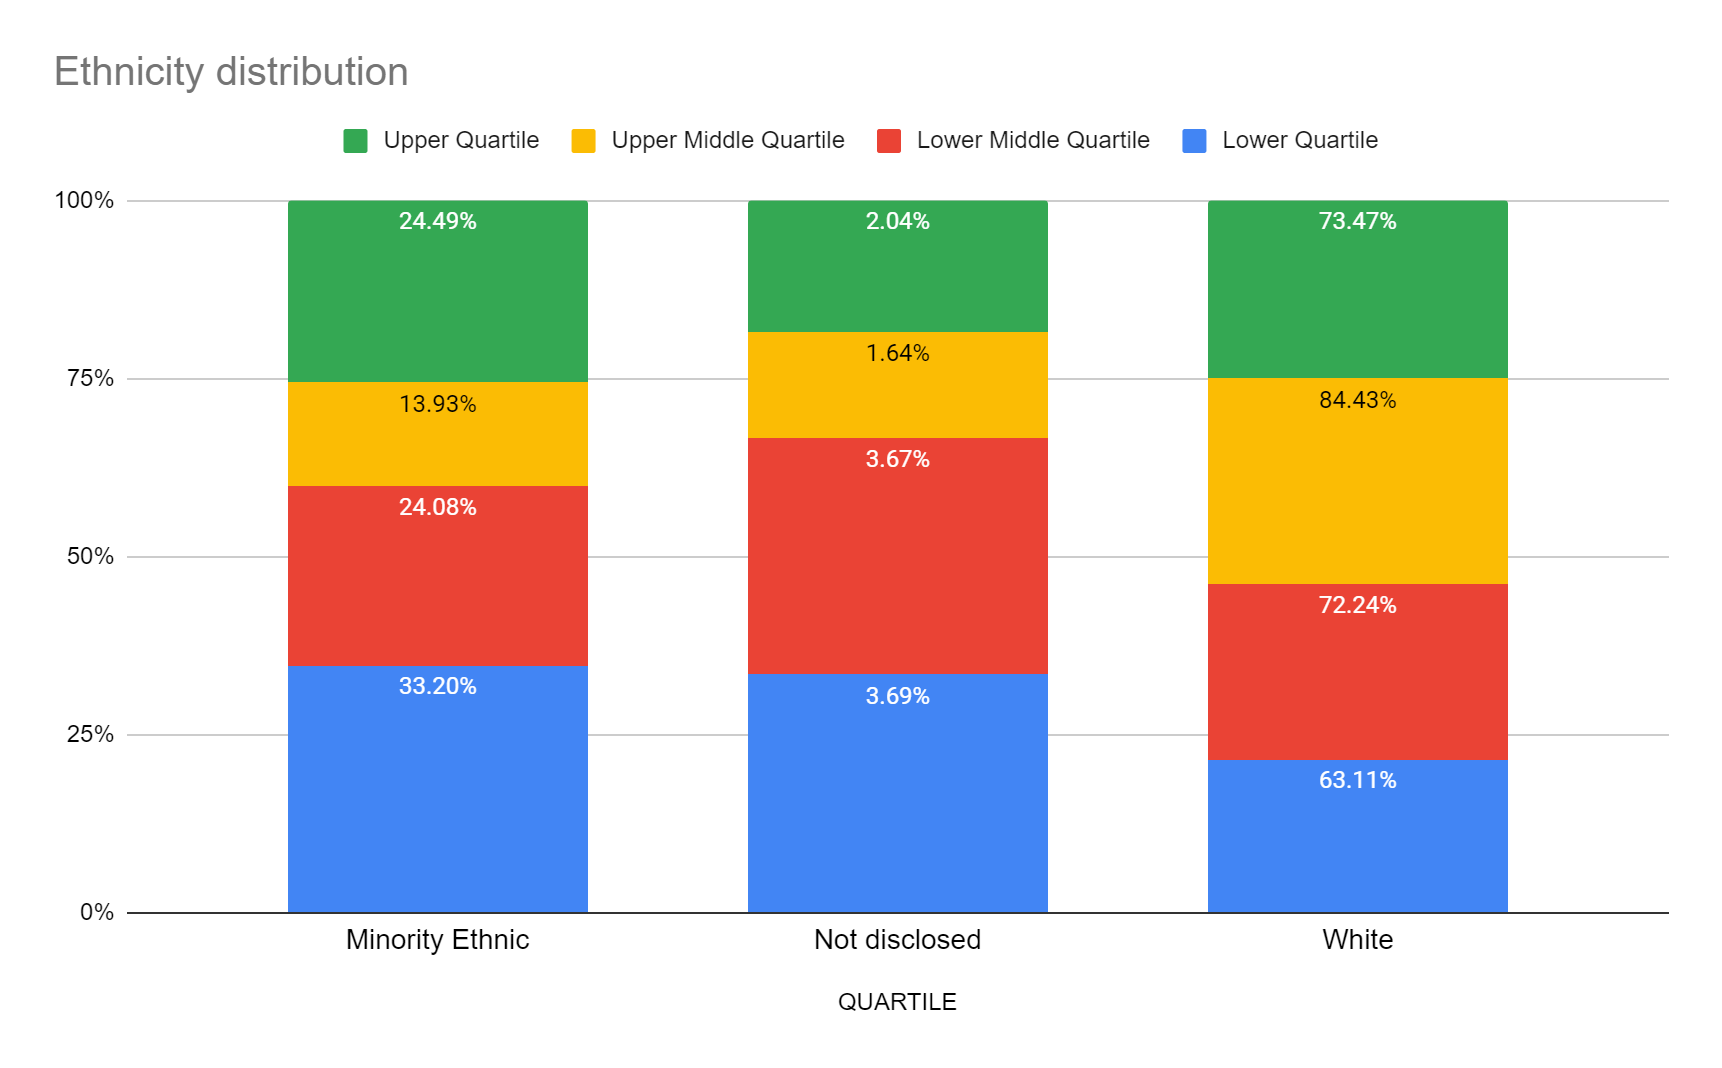 Ethnicity distribution
Upper Quartile Upper Middle Quartile Lower Middle Quartile Lower Quartile
100%
24.49% 2.04% 73.47%
1.64%
75%
13.93% 84.43%
3.67%
24.08%
50%
72.24%
33.20% 3.69%
25%
63.11%
0%
Minority Ethnic Not disclosed White
QUARTILE